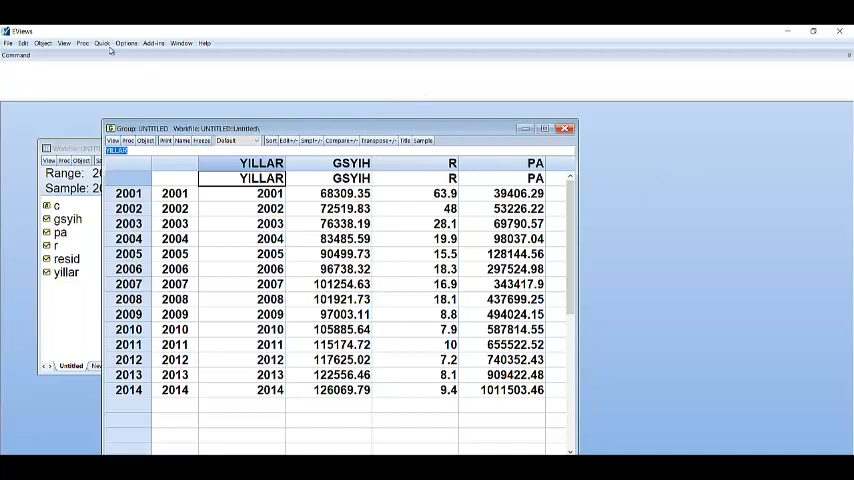 EViews
File Edit Object View Proc Quick Options Add-ins Window Help
Command
Group: UNTITLED Workfile: UNTITLED::Untitled\
View Proc Object Print Name Freeze Default Sort Edit+/- Smpl+/- Compare+/- Transpose+/- Title Sample
YILLAR
YILLAR GSYIH R PA
YILLAR GSYIH R PA
2001 2001 2001 68309.35 63.9 39406.29
2002 2002 2002 72519.83 48 53226.22
2003 2003 2003 76338.19 28.1 69790.57
2004 2004 2004 83485.59 19.9 98037.04
2005 2005 2005 90499.73 15.5 128144.56
2006 2006 2006 96738.32 18.3 297524.98
2007 2007 2007 101254.63 16.9 343417.9
2008 2008 2008 101921.73 18.1 437699.25
2009 2009 2009 97003.11 8.8 494024.15
2010 2010 2010 105885.64 7.9 587814.55
2011 2011 2011 115174.72 10 655522.52
2012 2012 2012 117625.02 7.2 740352.43
2013 2013 2013 122556.46 8.1 909422.48
2014 2014 2014 126069.79 9.4 1011503.46
View Proc Object
Range: 20
Sample: 20
c
gsyih
pa
r
resid
yillar
Untitled